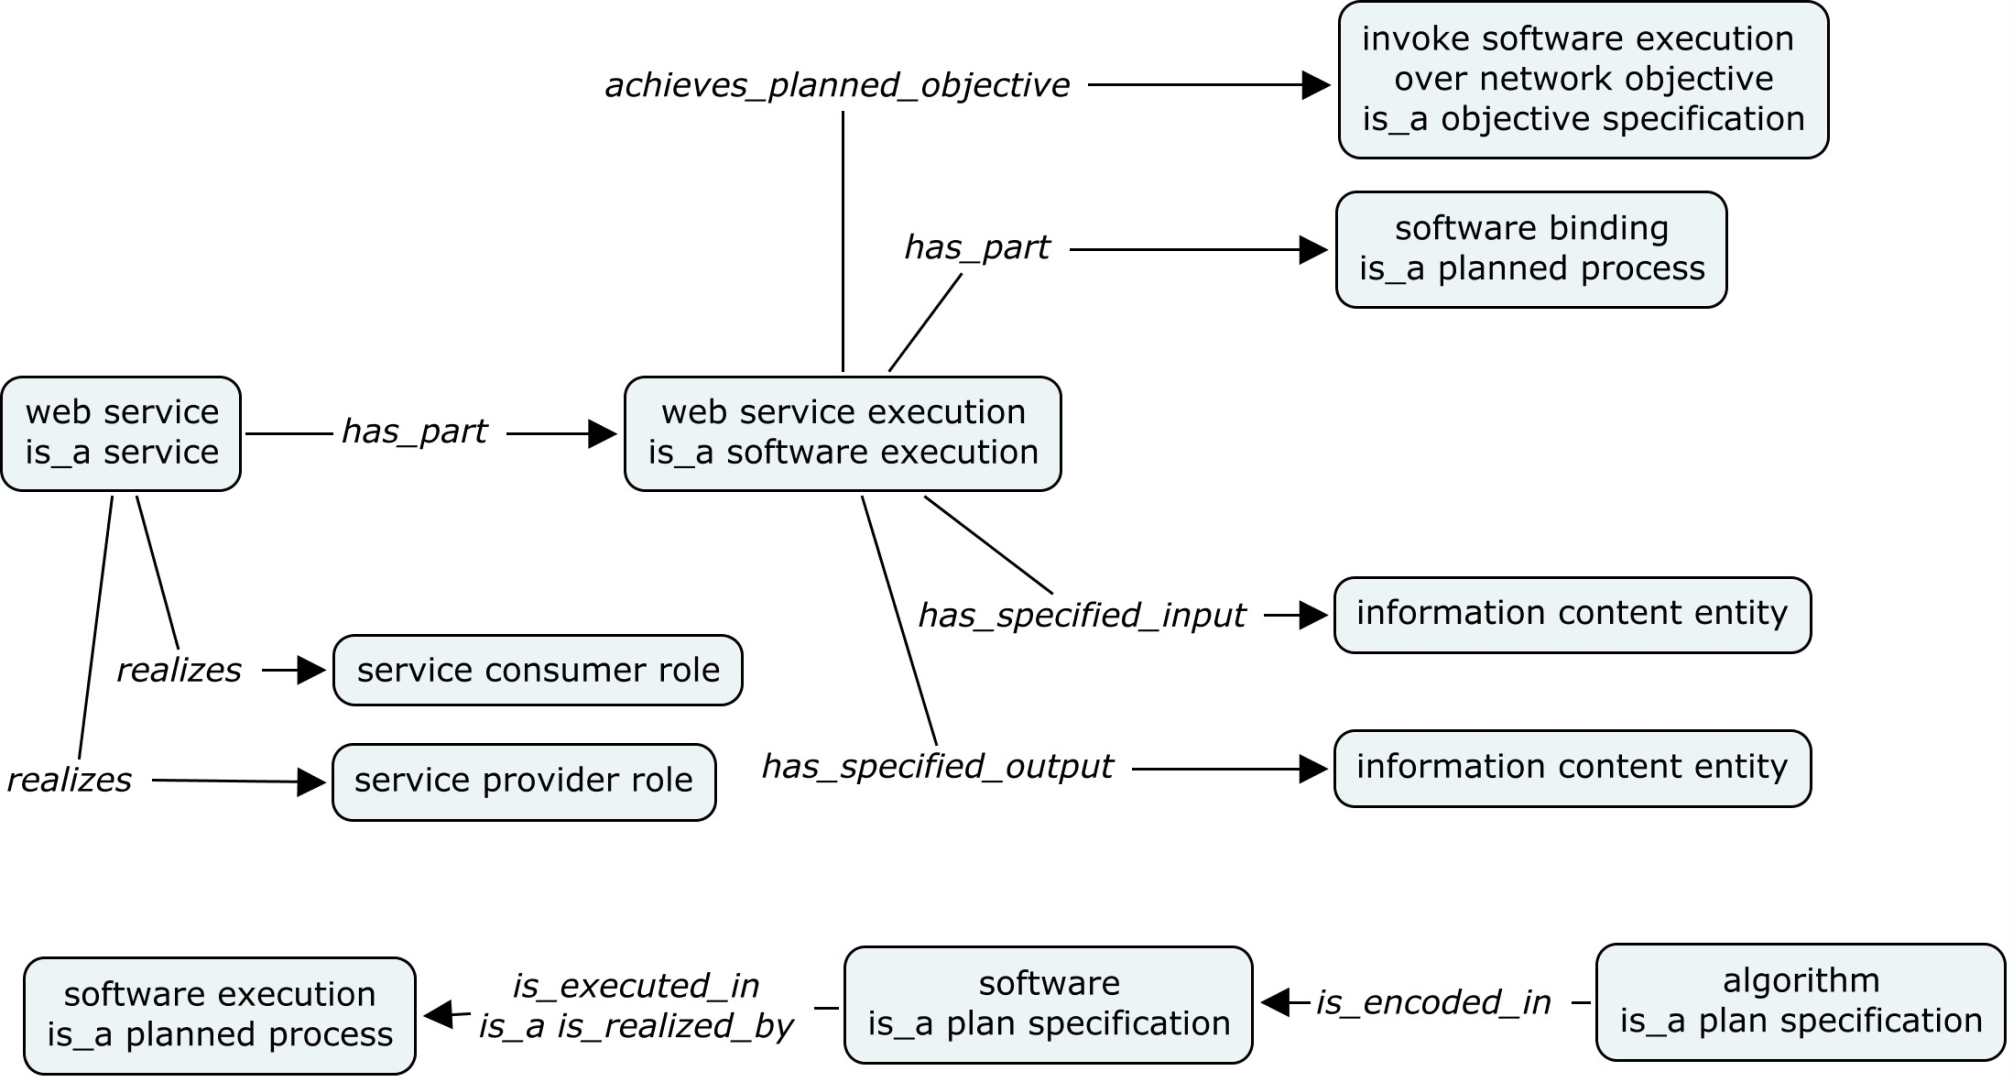 invoke software execution
over network objective
is_a objective specification
achieves_planned_objective
software binding
is_a planned process
has_part
web service
is_a service
has_part
web service execution
is_a software execution
has_specified_input
information content entity
realizes
service consumer role
has_specified_output
information content entity
realizes
service provider role
software execution
is_a planned process
is_executed_in
is_a is_realized_by
software
is_a plan specification
is_encoded_in
algorithm
is_a plan specification